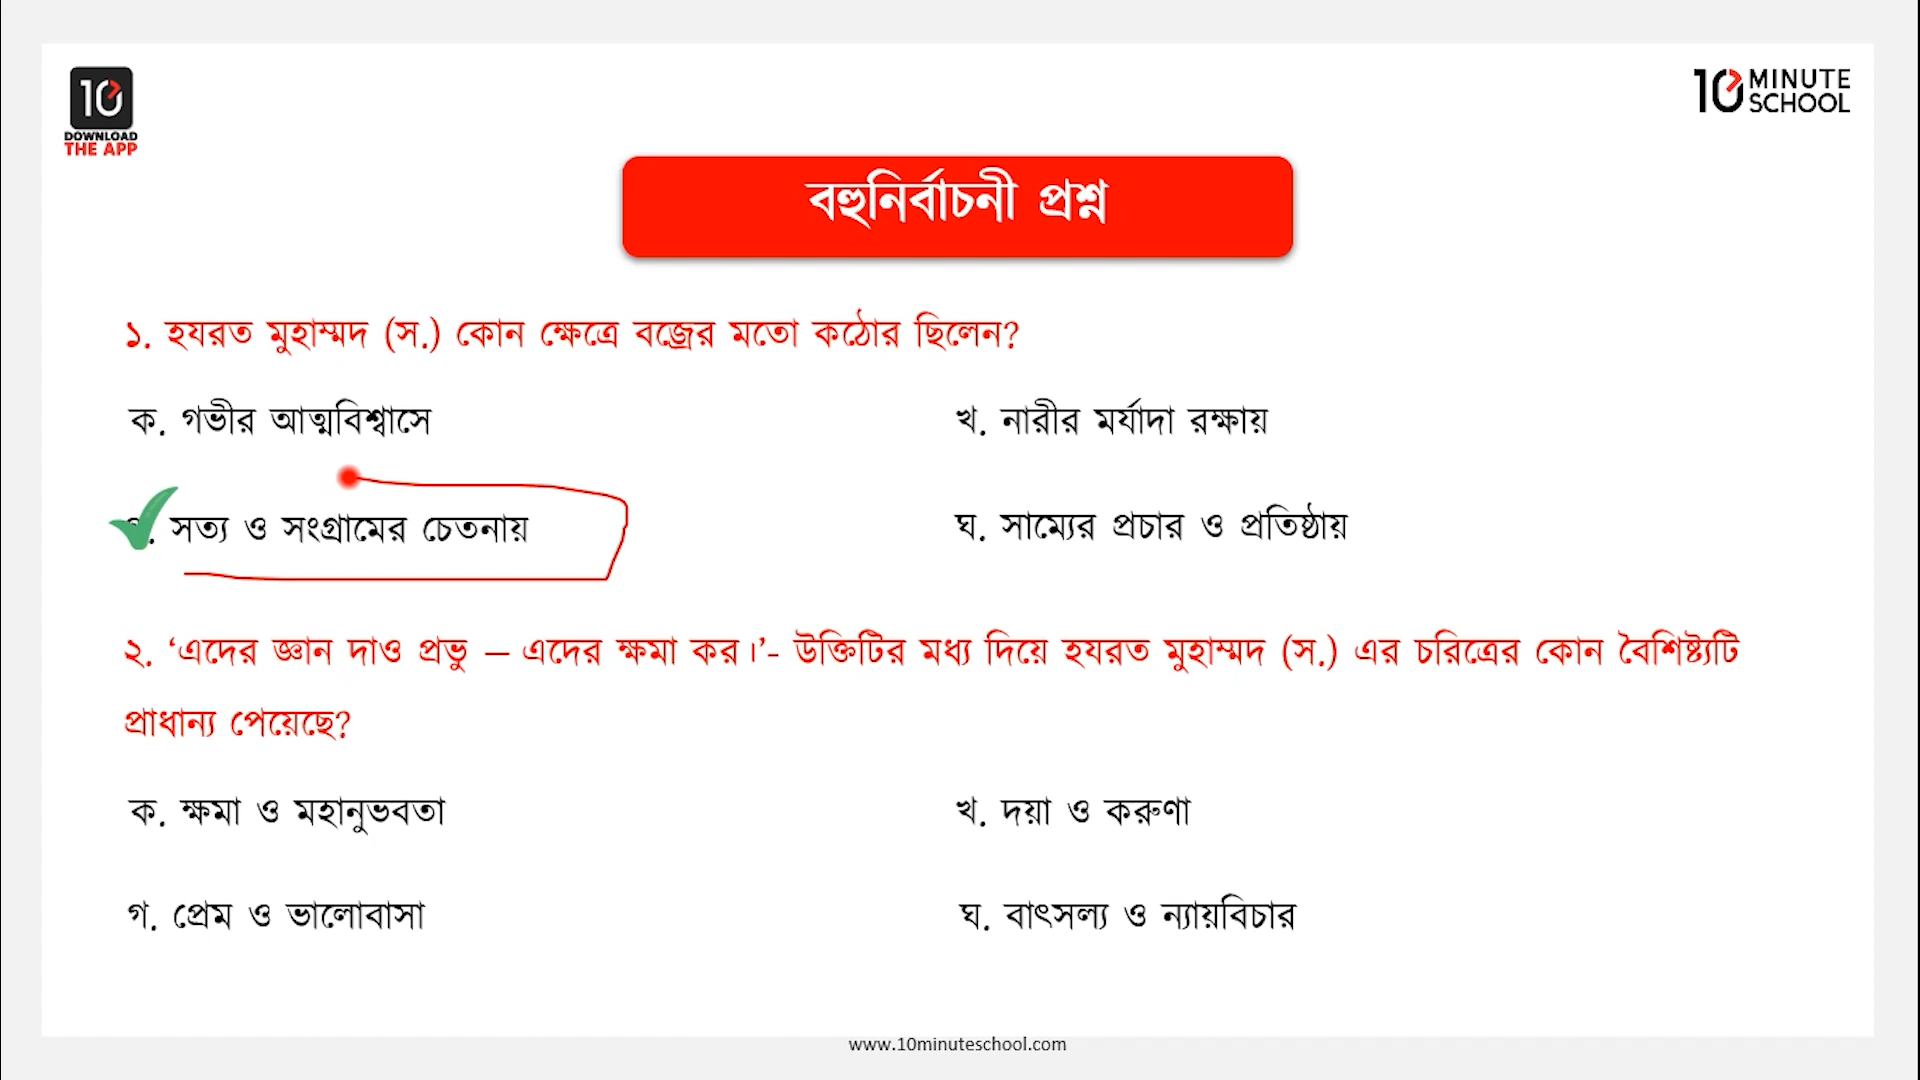 10
DOWNLOAD
THE APP
10 MINUTE
SCHOOL
বহুনির্বাচনী প্রশ্ন
১. হযরত মুহাম্মদ (স.) কোন ক্ষেত্রে বজ্রের মতো কঠোর ছিলেন?
ক. গভীর আত্মবিশ্বাসে
খ. নারীর মর্যাদা রক্ষায়
সত্য ও সংগ্রামের চেতনায়
ঘ. সাম্যের প্রচার ও প্রতিষ্ঠায়
২. ‘এদের জ্ঞান দাও প্রভু – এদের ক্ষমা কর।’- উক্তিটির মধ্য দিয়ে হযরত মুহাম্মদ (স.) এর চরিত্রের কোন বৈশিষ্ট্যটি
প্রাধান্য পেয়েছে?
ক. ক্ষমা ও মহানুভবতা
খ. দয়া ও করুণা
গ. প্রেম ও ভালোবাসা
ঘ. বাৎসল্য ও ন্যায়বিচার
www.10minuteschool.com